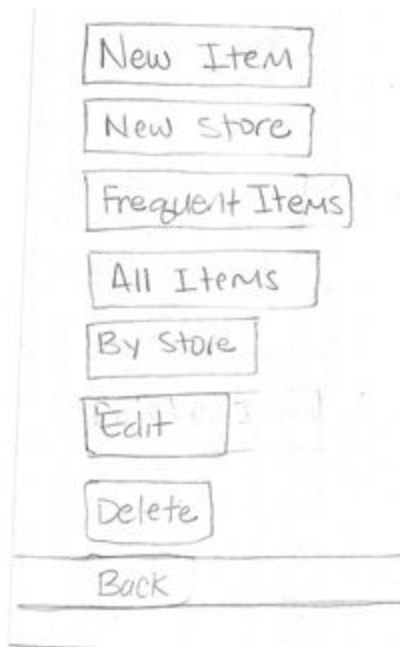 New Item
New Store
Frequent Items
All Items
By Store
Edit
Delete
Back